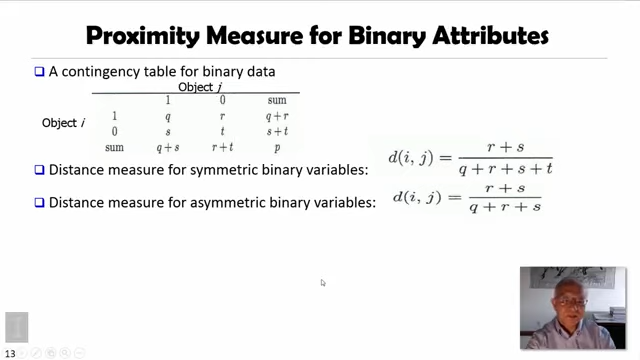 Proximity Measure for Binary Attributes
A contingency table for binary data
Object j
1 0 sum
Object i 1 q r q + r
0 s t s + t
sum q + s r + t p
Distance measure for symmetric binary variables: d(i, j) = r + s / q + r + s + t
Distance measure for asymmetric binary variables: d(i, j) = r + s / q + r + s
13